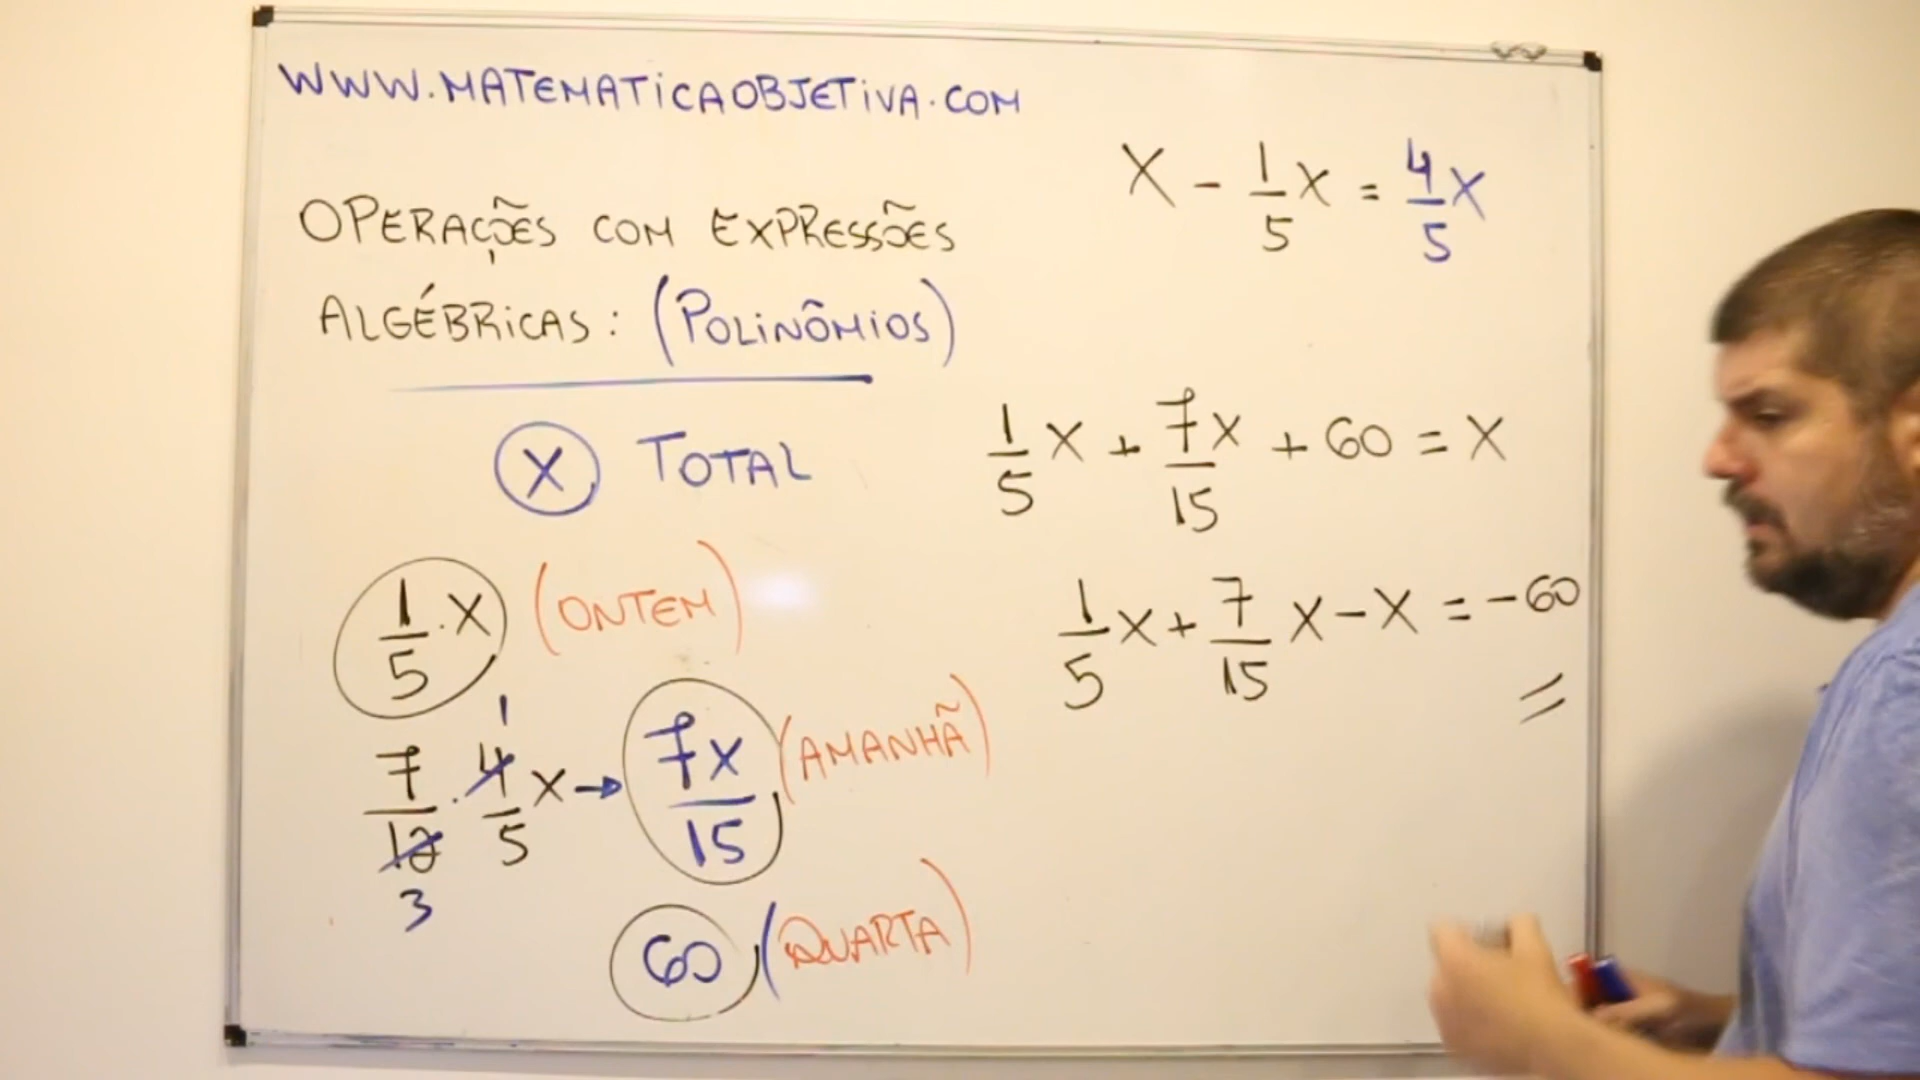 WWW.MATEMATICAOBJETIVA.COM
OPERAÇÕES COM EXPRESSÕES
ALGÉBRICAS: (POLINÔMIOS)
X TOTAL
1/5 . X (ONTEM)
7/12 . 4/5 X → 7X/15 (AMANHÃ)
1
3
60 (QUARTA)
X - 1/5 X = 4/5 X
1/5 X + 7X/15 + 60 = X
1/5 X + 7/15 X - X = -60